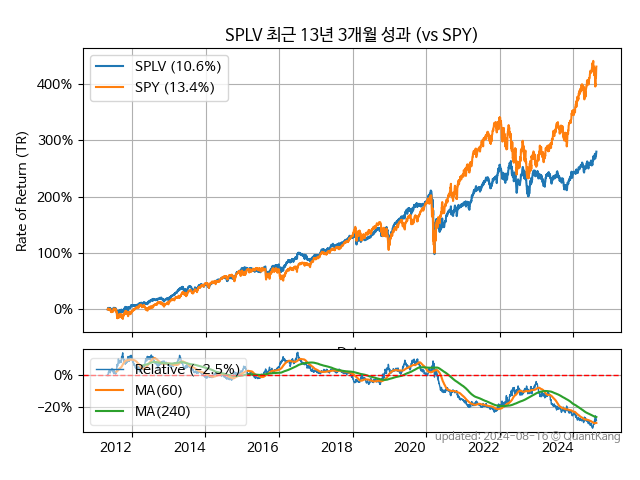 SPLV 최근 13년 3개월 성과 (vs SPY)
Rate of Return (TR)
400%
300%
200%
100%
0%
SPLV (10.6%)
SPY (13.4%)
0%
−20%
Relative (−2.5%)
MA(60)
MA(240)
2012
2014
2016
2018
2020
2022
2024
updated: 2024-08-16 © QuantKang